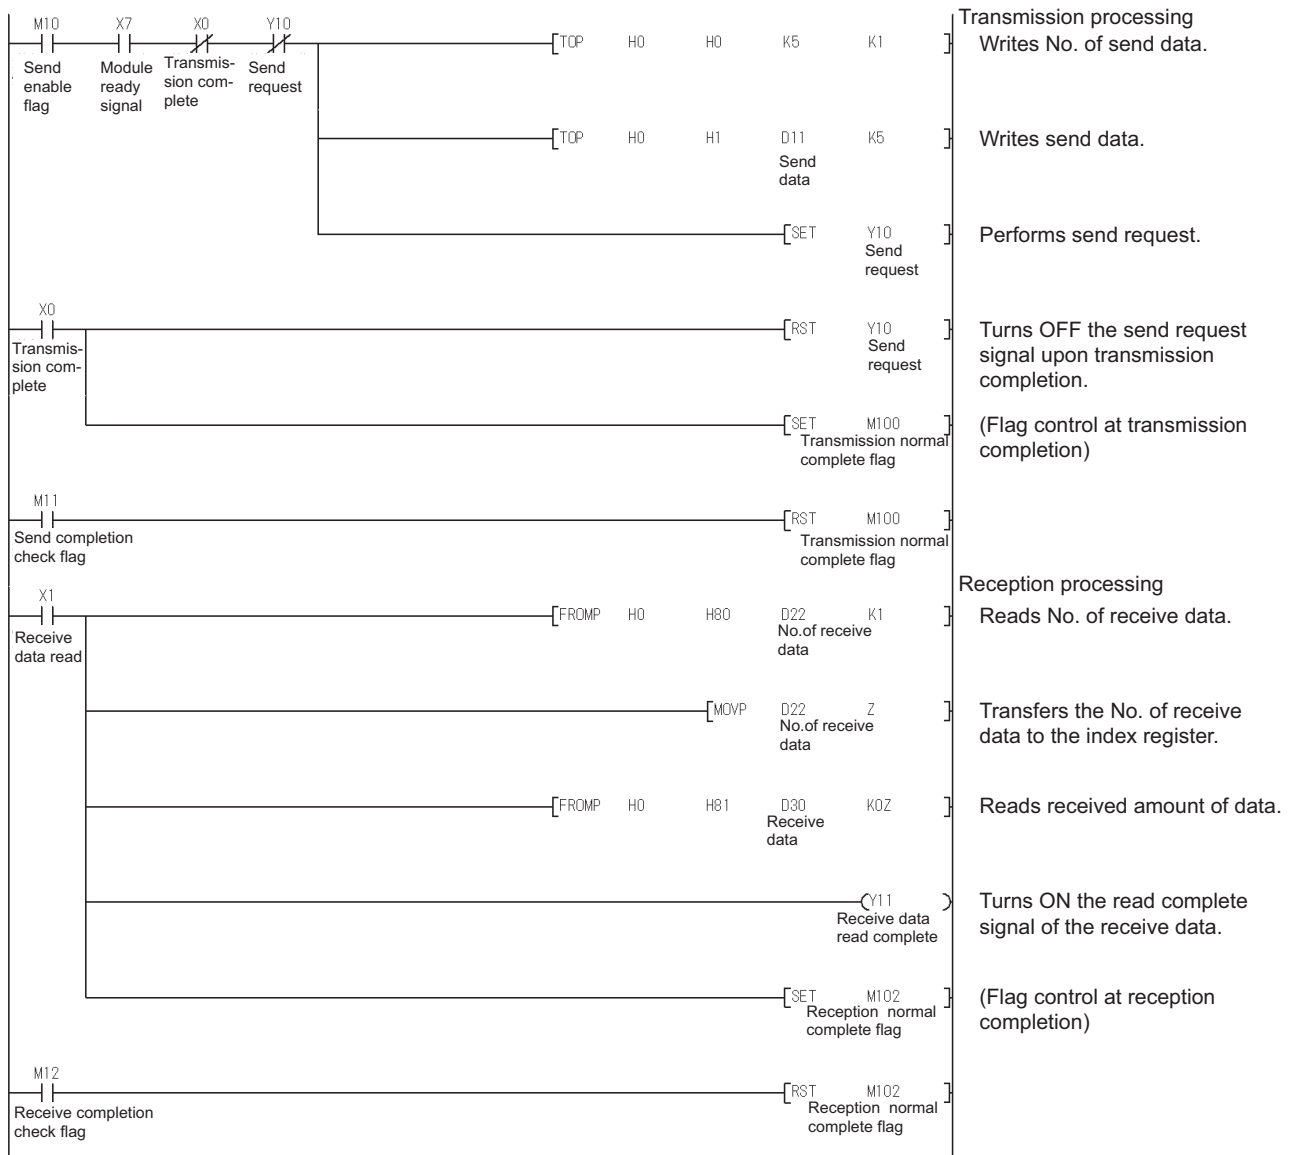 Transmission processing
M10 X7 X0 Y10
TOP H0 H0 K5 K1
Writes No. of send data.
Send enable flag
Module ready signal
Transmis-
sion com-
plete
Send request
TOP H0 H1 D11 K5
Send data
Writes send data.
SET Y10
Send request
Performs send request.
X0
Transmis-
sion com-
plete
RST Y10
Send request
Turns OFF the send request
signal upon transmission
completion.
SET M100
Transmission normal
complete flag
(Flag control at transmission
completion)
M11
Send completion
check flag
RST M100
Transmission normal
complete flag
Reception processing
X1
Receive
data read
FROMP H0 H80 D22 K1
No.of receive
data
Reads No. of receive data.
MOVP D22 Z
No.of receive
data
Transfers the No. of receive
data to the index register.
FROMP H0 H81 D30 K0Z
Receive
data
Reads received amount of data.
Y11
Receive data
read complete
Turns ON the read complete
signal of the receive data.
SET M102
Reception normal
complete flag
(Flag control at reception
completion)
M12
Receive completion
check flag
RST M102
Reception normal
complete flag